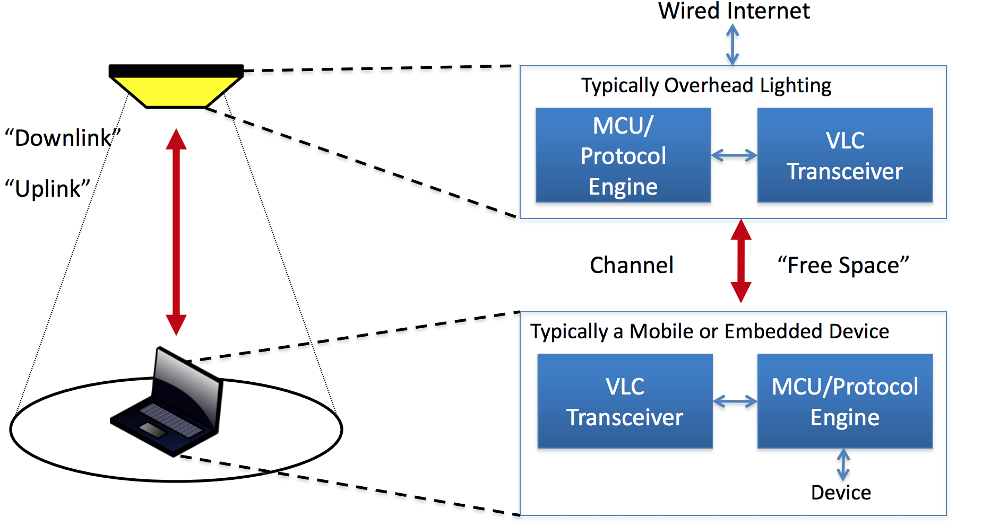 Wired Internet
Typically Overhead Lighting
MCU/
Protocol
Engine
VLC
Transceiver
“Downlink”
“Uplink”
Channel
“Free Space”
Typically a Mobile or Embedded Device
VLC
Transceiver
MCU/Protocol
Engine
Device